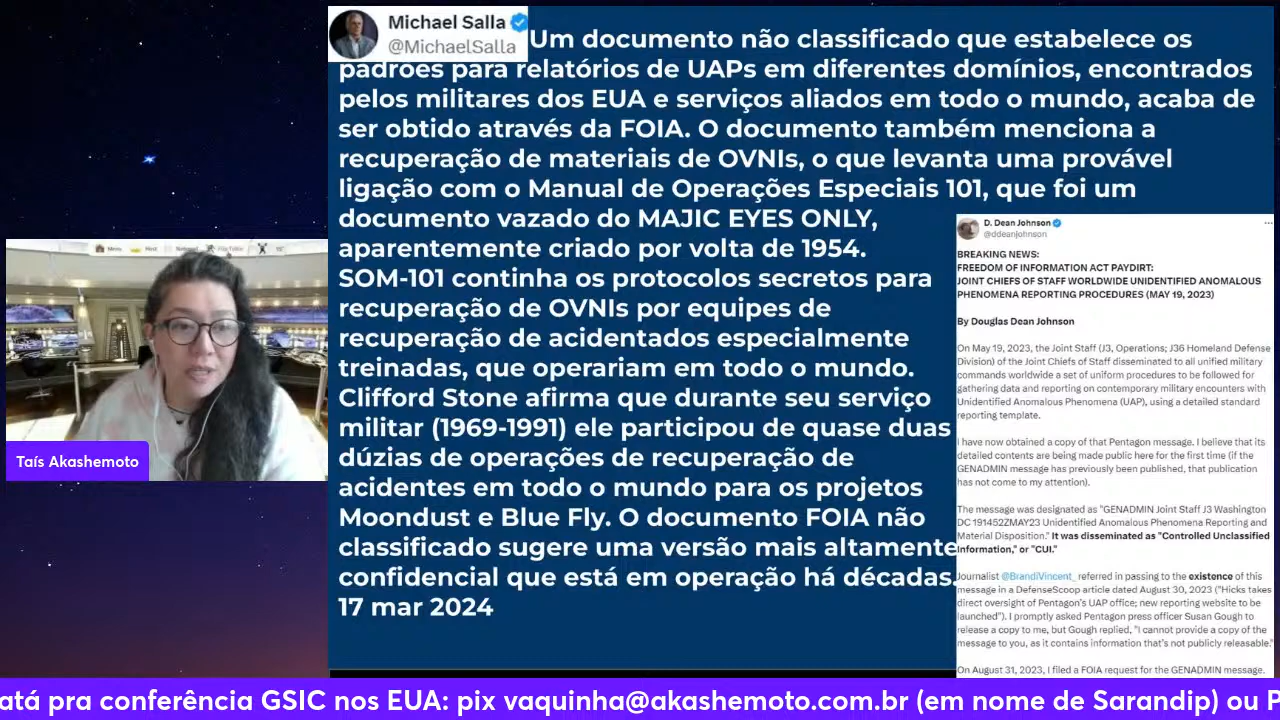 Michael Salla
@MichaelSalla
Um documento não classificado que estabelece os
padrões para relatórios de UAPs em diferentes domínios, encontrados
pelos militares dos EUA e serviços aliados em todo o mundo, acaba de
ser obtido através da FOIA. O documento também menciona a
recuperação de materiais de OVNIs, o que levanta uma provável
ligação com o Manual de Operações Especiais 101, que foi um
documento vazado do MAJIC EYES ONLY,
aparentemente criado por volta de 1954.
SOM-101 continha os protocolos secretos para
recuperação de OVNIs por equipes de
recuperação de acidentados especialmente
treinadas, que operariam em todo o mundo.
Clifford Stone afirma que durante seu serviço
militar (1969-1991) ele participou de quase duas
dúzias de operações de recuperação de
acidentes em todo o mundo para os projetos
Moondust e Blue Fly. O documento FOIA não
classificado sugere uma versão mais altamente
confidencial que está em operação há décadas.
17 mar 2024
D. Dean Johnson
@ddeanjohnson
BREAKING NEWS:
FREEDOM OF INFORMATION ACT PAYDIRT:
JOINT CHIEFS OF STAFF WORLDWIDE UNIDENTIFIED ANOMALOUS
PHENOMENA REPORTING PROCEDURES (MAY 19, 2023)
By Douglas Dean Johnson
On May 19, 2023, the Joint Staff (J3, Operations; J36 Homeland Defense
Division) of the Joint Chiefs of Staff disseminated to all unified military
commands worldwide a set of uniform procedures to be followed for
gathering data and reporting on contemporary military encounters with
Unidentified Anomalous Phenomena (UAP), using a detailed standard
reporting template.
I have now obtained a copy of that Pentagon message. I believe that its
detailed contents are being made public here for the first time (if the
GENADMIN message has previously been published, that publication
has not come to my attention).
The message was designated as "GENADMIN Joint Staff J3 Washington
DC 191452ZMAY23 Unidentified Anomalous Phenomena Reporting and
Material Disposition." It was disseminated as "Controlled Unclassified
Information," or "CUI."
Journalist @BrandiVincent_ referred in passing to the existence of this
message in a DefenseScoop article dated August 30, 2023 ("Hicks takes
direct oversight of Pentagon's UAP office; new reporting website to be
launched"). I promptly asked Pentagon press officer Susan Gough to
release a copy to me, but Gough replied, "I cannot provide a copy of the
message to you, as it contains information that's not publicly releasable."
On August 31, 2023, I filed a FOIA request for the GENADMIN message.
Taís Akashemoto
atá pra conferência GSIC nos EUA: pix vaquinha@akashemoto.com.br (em nome de Sarandip) ou P